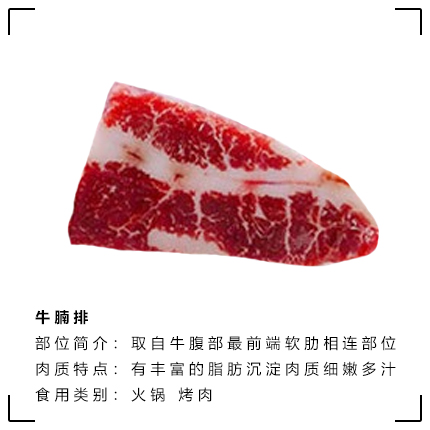 牛腩排
部位简介：取自牛腹部最前端软肋相连部位
肉质特点：有丰富的脂肪沉淀肉质细嫩多汁
食用类别：火锅 烤肉